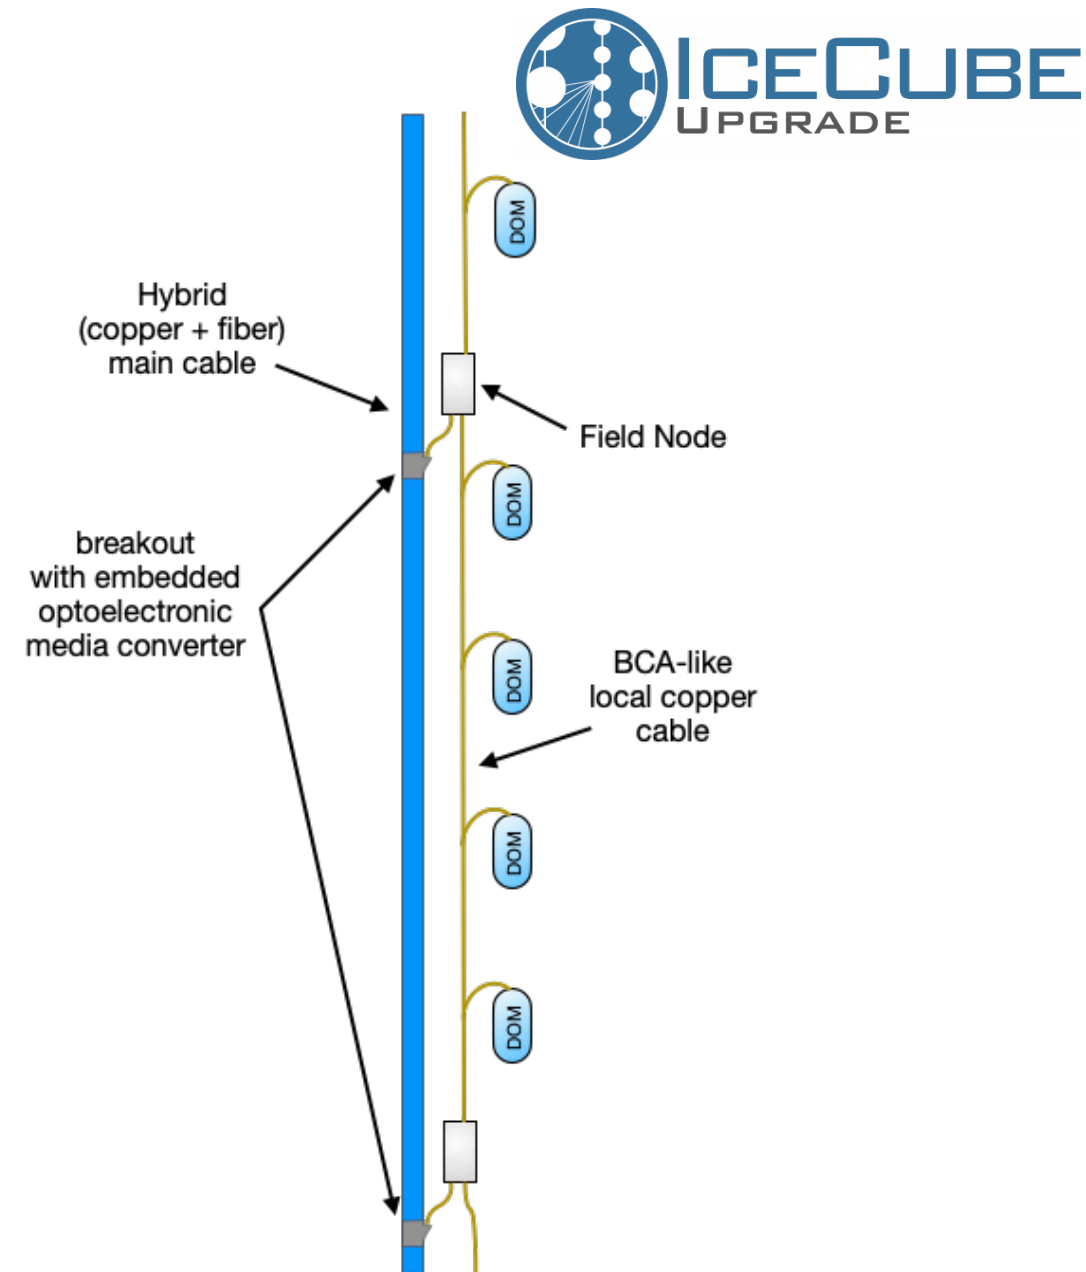 ICECUBE
UPGRADE
DOM
Hybrid
(copper + fiber)
main cable
Field Node
DOM
breakout
with embedded
optoelectronic
media converter
DOM
BCA-like
local copper
cable
DOM
DOM